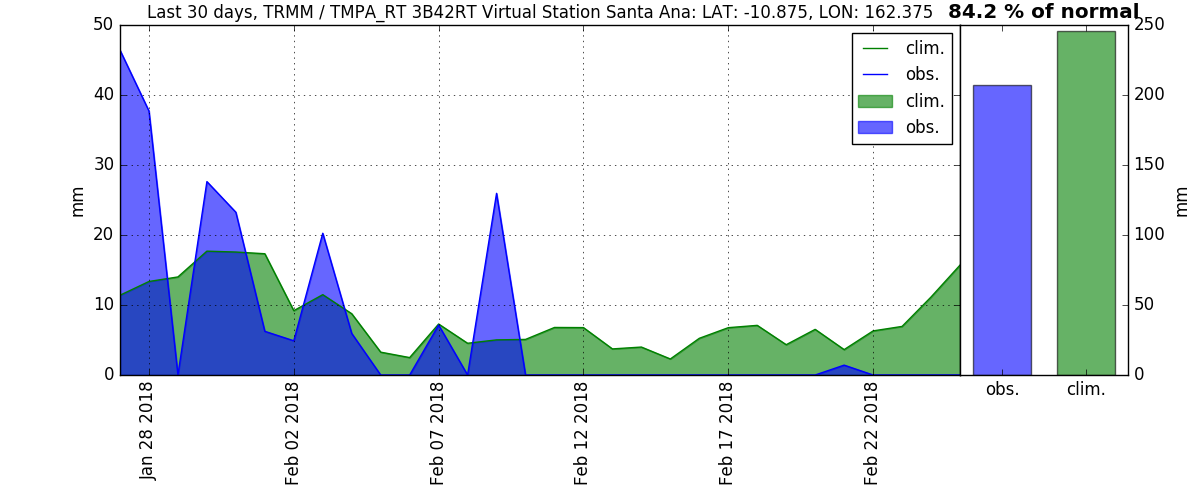 Last 30 days, TRMM / TMPA_RT 3B42RT Virtual Station Santa Ana: LAT: -10.875, LON: 162.375
84.2 % of normal
50
40
30
20
10
0
mm
clim.
obs.
clim.
obs.
250
200
150
100
50
0
mm
obs.
clim.
Jan 28 2018
Feb 02 2018
Feb 07 2018
Feb 12 2018
Feb 17 2018
Feb 22 2018